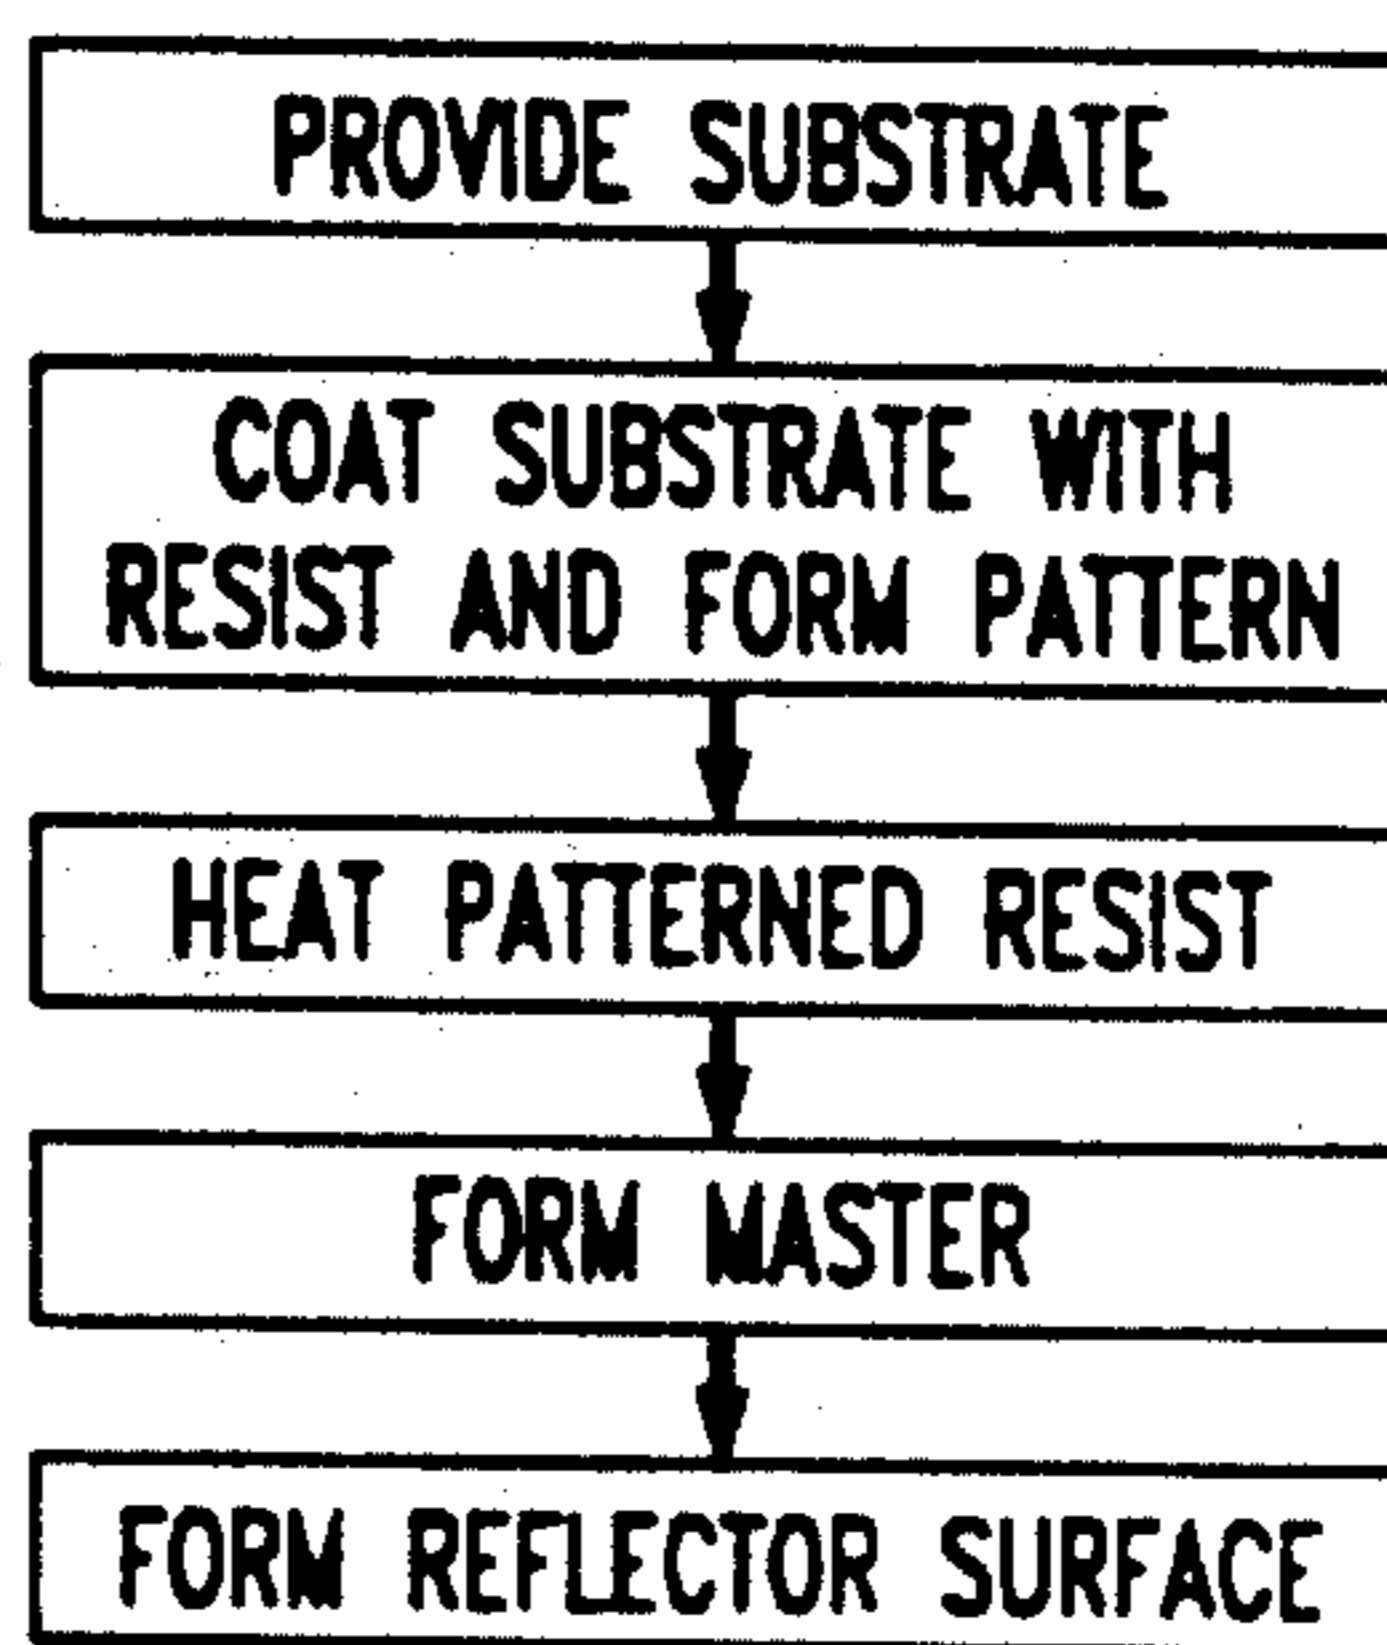 PROVIDE SUBSTRATE
COAT SUBSTRATE WITH
RESIST AND FORM PATTERN
HEAT PATTERNED RESIST
FORM MASTER
FORM REFLECTOR SURFACE